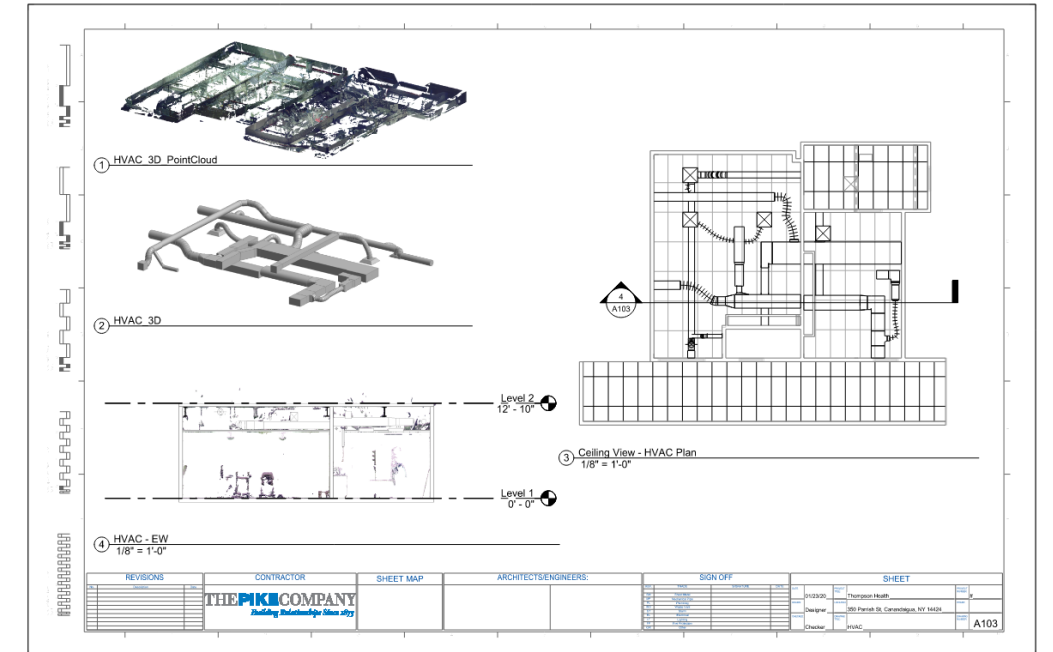 1 HVAC_3D_PointCloud
2 HVAC_3D
Level 2
12' - 10"
Level 1
0' - 0"
4 HVAC - EW
1/8" = 1'-0"
4
A103
3 Ceiling View - HVAC Plan
1/8" = 1'-0"
REVISIONS
CONTRACTOR
THE PIKE COMPANY
Building Relationships Since 1873
SHEET MAP
ARCHITECTS/ENGINEERS:
SIGN OFF
SHEET
01/23/20
Thompson Health
#
Designer
350 Parrish St, Canandaigua, NY 14424
Checker
HVAC
A103